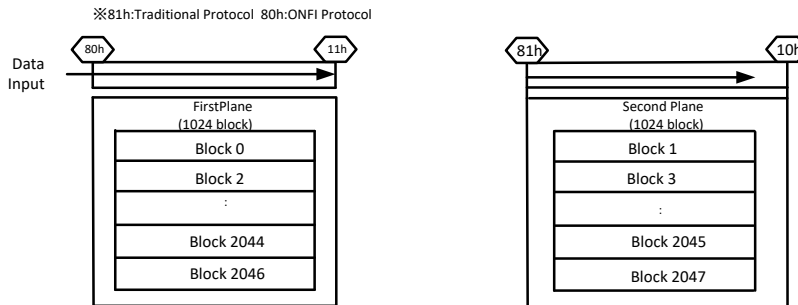 ※81h:Traditional Protocol 80h:ONFI Protocol
80h
11h
Data
Input
FirstPlane
(1024 block)
Block 0
Block 2
:
Block 2044
Block 2046
81h
10h
Second Plane
(1024 block)
Block 1
Block 3
:
Block 2045
Block 2047